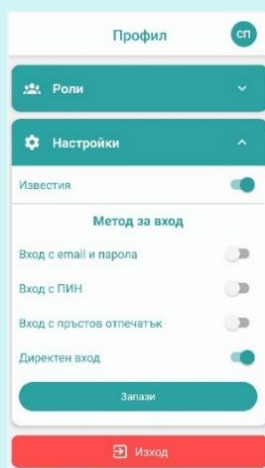 Профил
СП
Роли
Настройки
Известия
Метод за вход
Вход с email и парола
Вход с ПИН
Вход с пръстов отпечатък
Директен вход
Запази
Изход